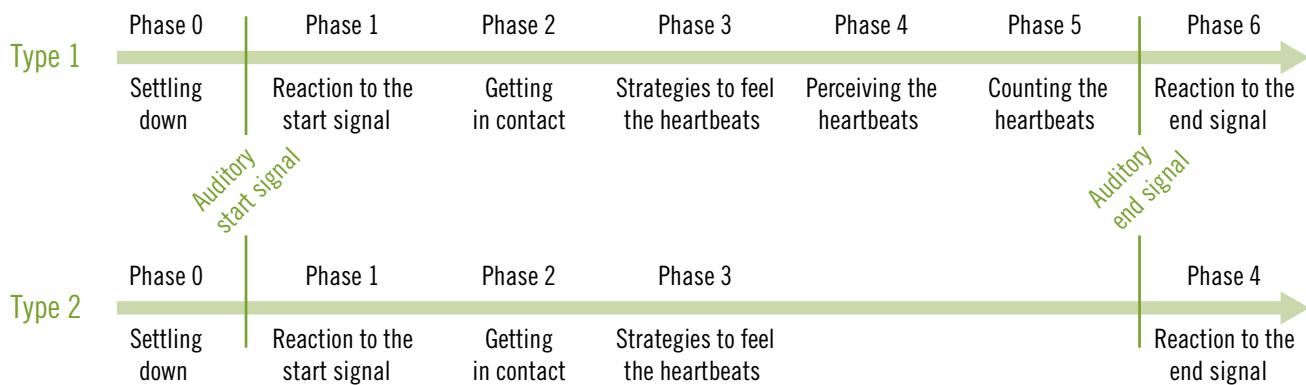 Phase 0 Phase 1 Phase 2 Phase 3 Phase 4 Phase 5 Phase 6
Type 1
Settling Reaction to the Getting Strategies to feel Perceiving the Counting the Reaction to the
down start signal in contact the heartbeats heartbeats heartbeats end signal
Auditory
start signal
Auditory
end signal
Phase 0 Phase 1 Phase 2 Phase 3 Phase 4
Type 2
Settling Reaction to the Getting Strategies to feel Reaction to the
down start signal in contact the heartbeats end signal